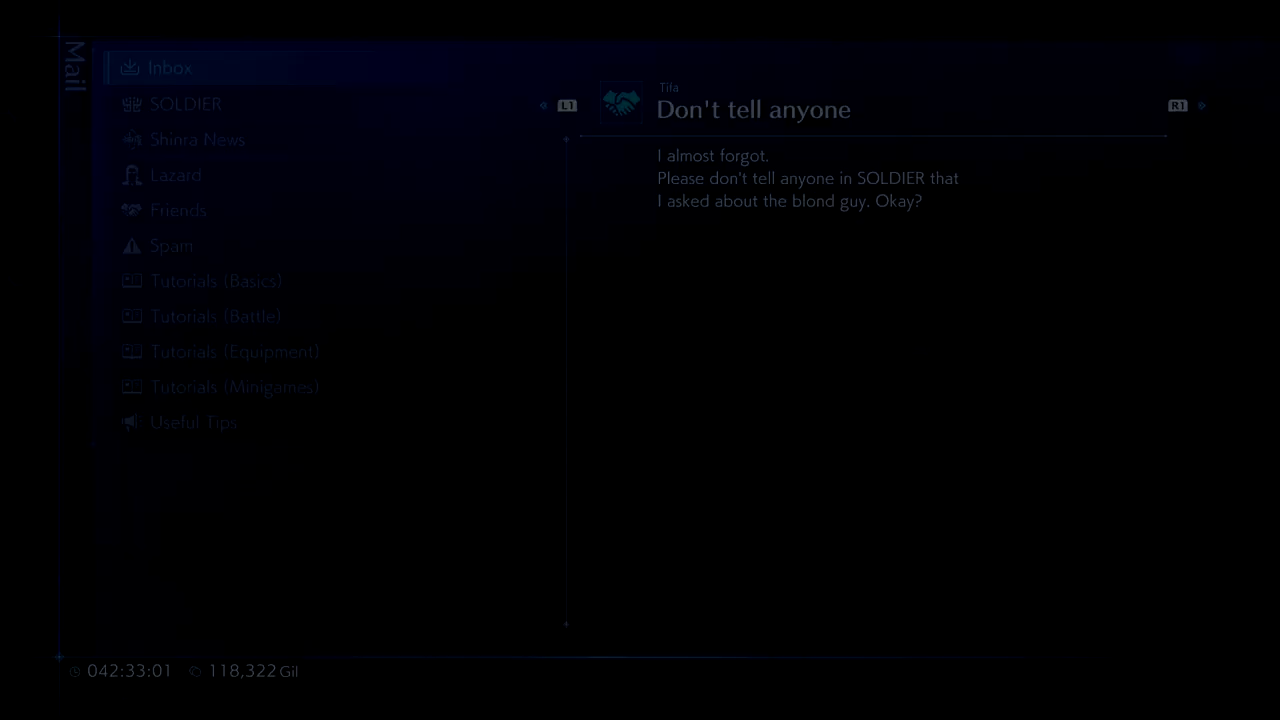 Mail
Inbox
SOLDIER
Shinra News
Lazard
Friends
Spam
Tutorials (Basics)
Tutorials (Battle)
Tutorials (Equipment)
Tutorials (Minigames)
Useful Tips
L1
Tifa
Don't tell anyone
R1
I almost forgot.
Please don't tell anyone in SOLDIER that
I asked about the blond guy. Okay?
042:33:01 118,322 Gil